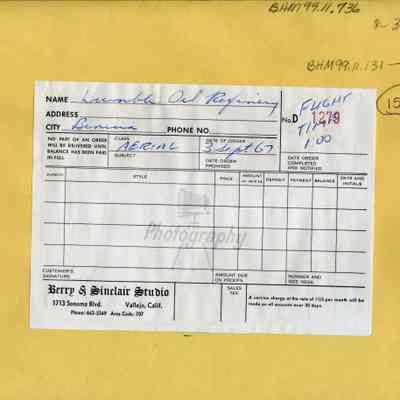 BHM99.11.736
BHM99.11.131-
15
NAME Humble Oil Refinery
ADDRESS
CITY Benicia PHONE NO.
No. D 1279
FLIGHT
TIME
1:00
NO PART OF AN ORDER
WILL BE DELIVERED UNTIL
BALANCE HAS BEEN PAID
IN FULL
CLASS AERIAL
SUBJECT
DATE OF ORDER 3 Sept 67
DATE ORDER
PROMISED
DATE ORDER
COMPLETED
AND NOTIFIED
NUMBER STYLE PRICE AMOUNT DEPOSIT PAYMENT BALANCE DATE AND INITIALS
Photography
CUSTOMER'S
SIGNATURE
AMOUNT DUE
ON PROOFS
NUMBER AND
SIZE NEGS.
Berry & Sinclair Studio
1713 Sonoma Blvd. Vallejo, Calif.
Phone: 643-2349 Area Code: 707
SALES
TAX
A service charge at the rate of 1½% per month will be
made on all accounts over 30 days.